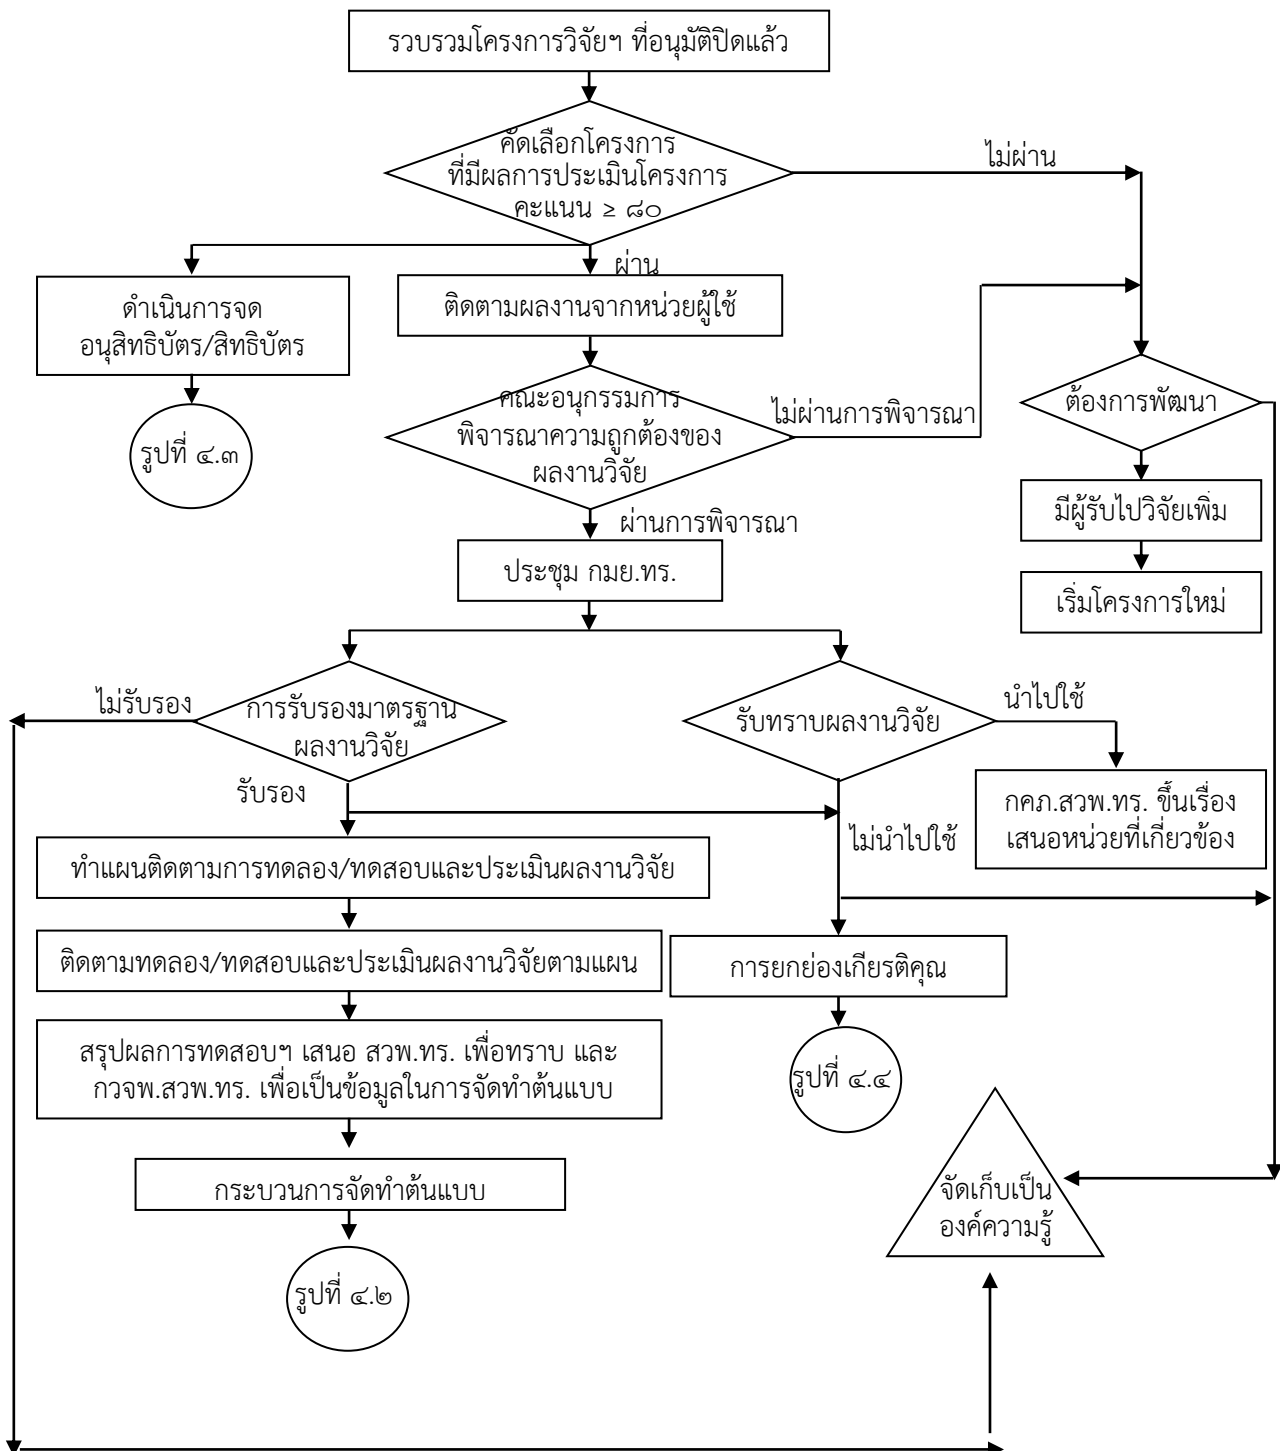 รวบรวมโครงการวิจัยฯ ที่อนุมัติปิดแล้ว
คัดเลือกโครงการ
ที่มีผลการประเมินโครงการ
คะแนน ≥ ๘๐
ไม่ผ่าน
ผ่าน
ดำเนินการจด
อนุสิทธิบัตร/สิทธิบัตร
ติดตามผลงานจากหน่วยผู้ใช้
รูปที่ ๔.๓
คณะอนุกรรมการ
พิจารณาความถูกต้องของ
ผลงานวิจัย
ไม่ผ่านการพิจารณา
ต้องการพัฒนา
ผ่านการพิจารณา
มีผู้รับไปวิจัยเพิ่ม
ประชุม กมย.ทร.
เริ่มโครงการใหม่
ไม่รับรอง
การรับรองมาตรฐาน
ผลงานวิจัย
รับทราบผลงานวิจัย
นำไปใช้
รับรอง
กคภ.สวพ.ทร. ขึ้นเรื่อง
เสนอหน่วยที่เกี่ยวข้อง
ไม่นำไปใช้
ทำแผนติดตามการทดลอง/ทดสอบและประเมินผลงานวิจัย
ติดตามทดลอง/ทดสอบและประเมินผลงานวิจัยตามแผน
การยกย่องเกียรติคุณ
สรุปผลการทดสอบฯ เสนอ สวพ.ทร. เพื่อทราบ และ
กวจพ.สวพ.ทร. เพื่อเป็นข้อมูลในการจัดทำต้นแบบ
รูปที่ ๔.๔
กระบวนการจัดทำต้นแบบ
จัดเก็บเป็น
องค์ความรู้
รูปที่ ๔.๒